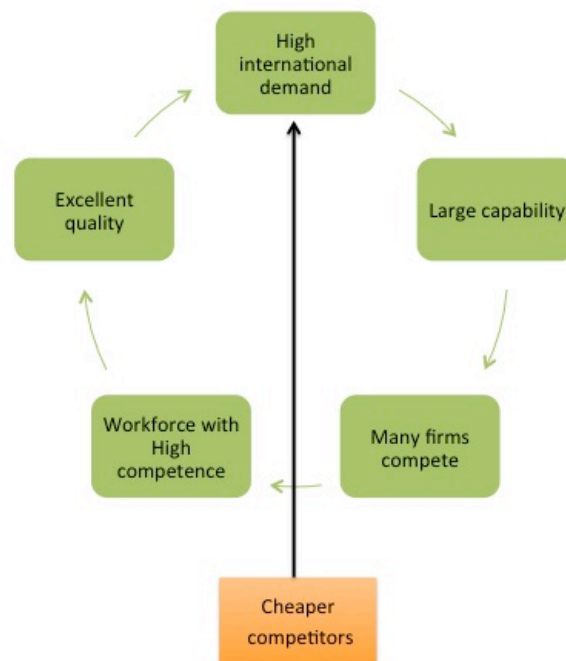 High
international
demand
Excellent
quality
Large capability
Workforce with
High
competence
Many firms
compete
Cheaper
competitors